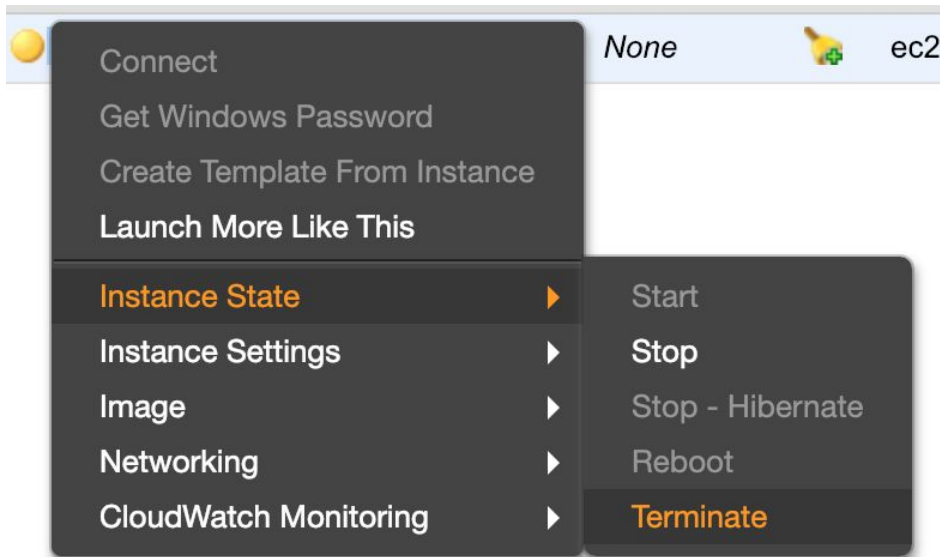 None ec2
Connect
Get Windows Password
Create Template From Instance
Launch More Like This
Instance State
Instance Settings
Image
Networking
CloudWatch Monitoring
Start
Stop
Stop - Hibernate
Reboot
Terminate